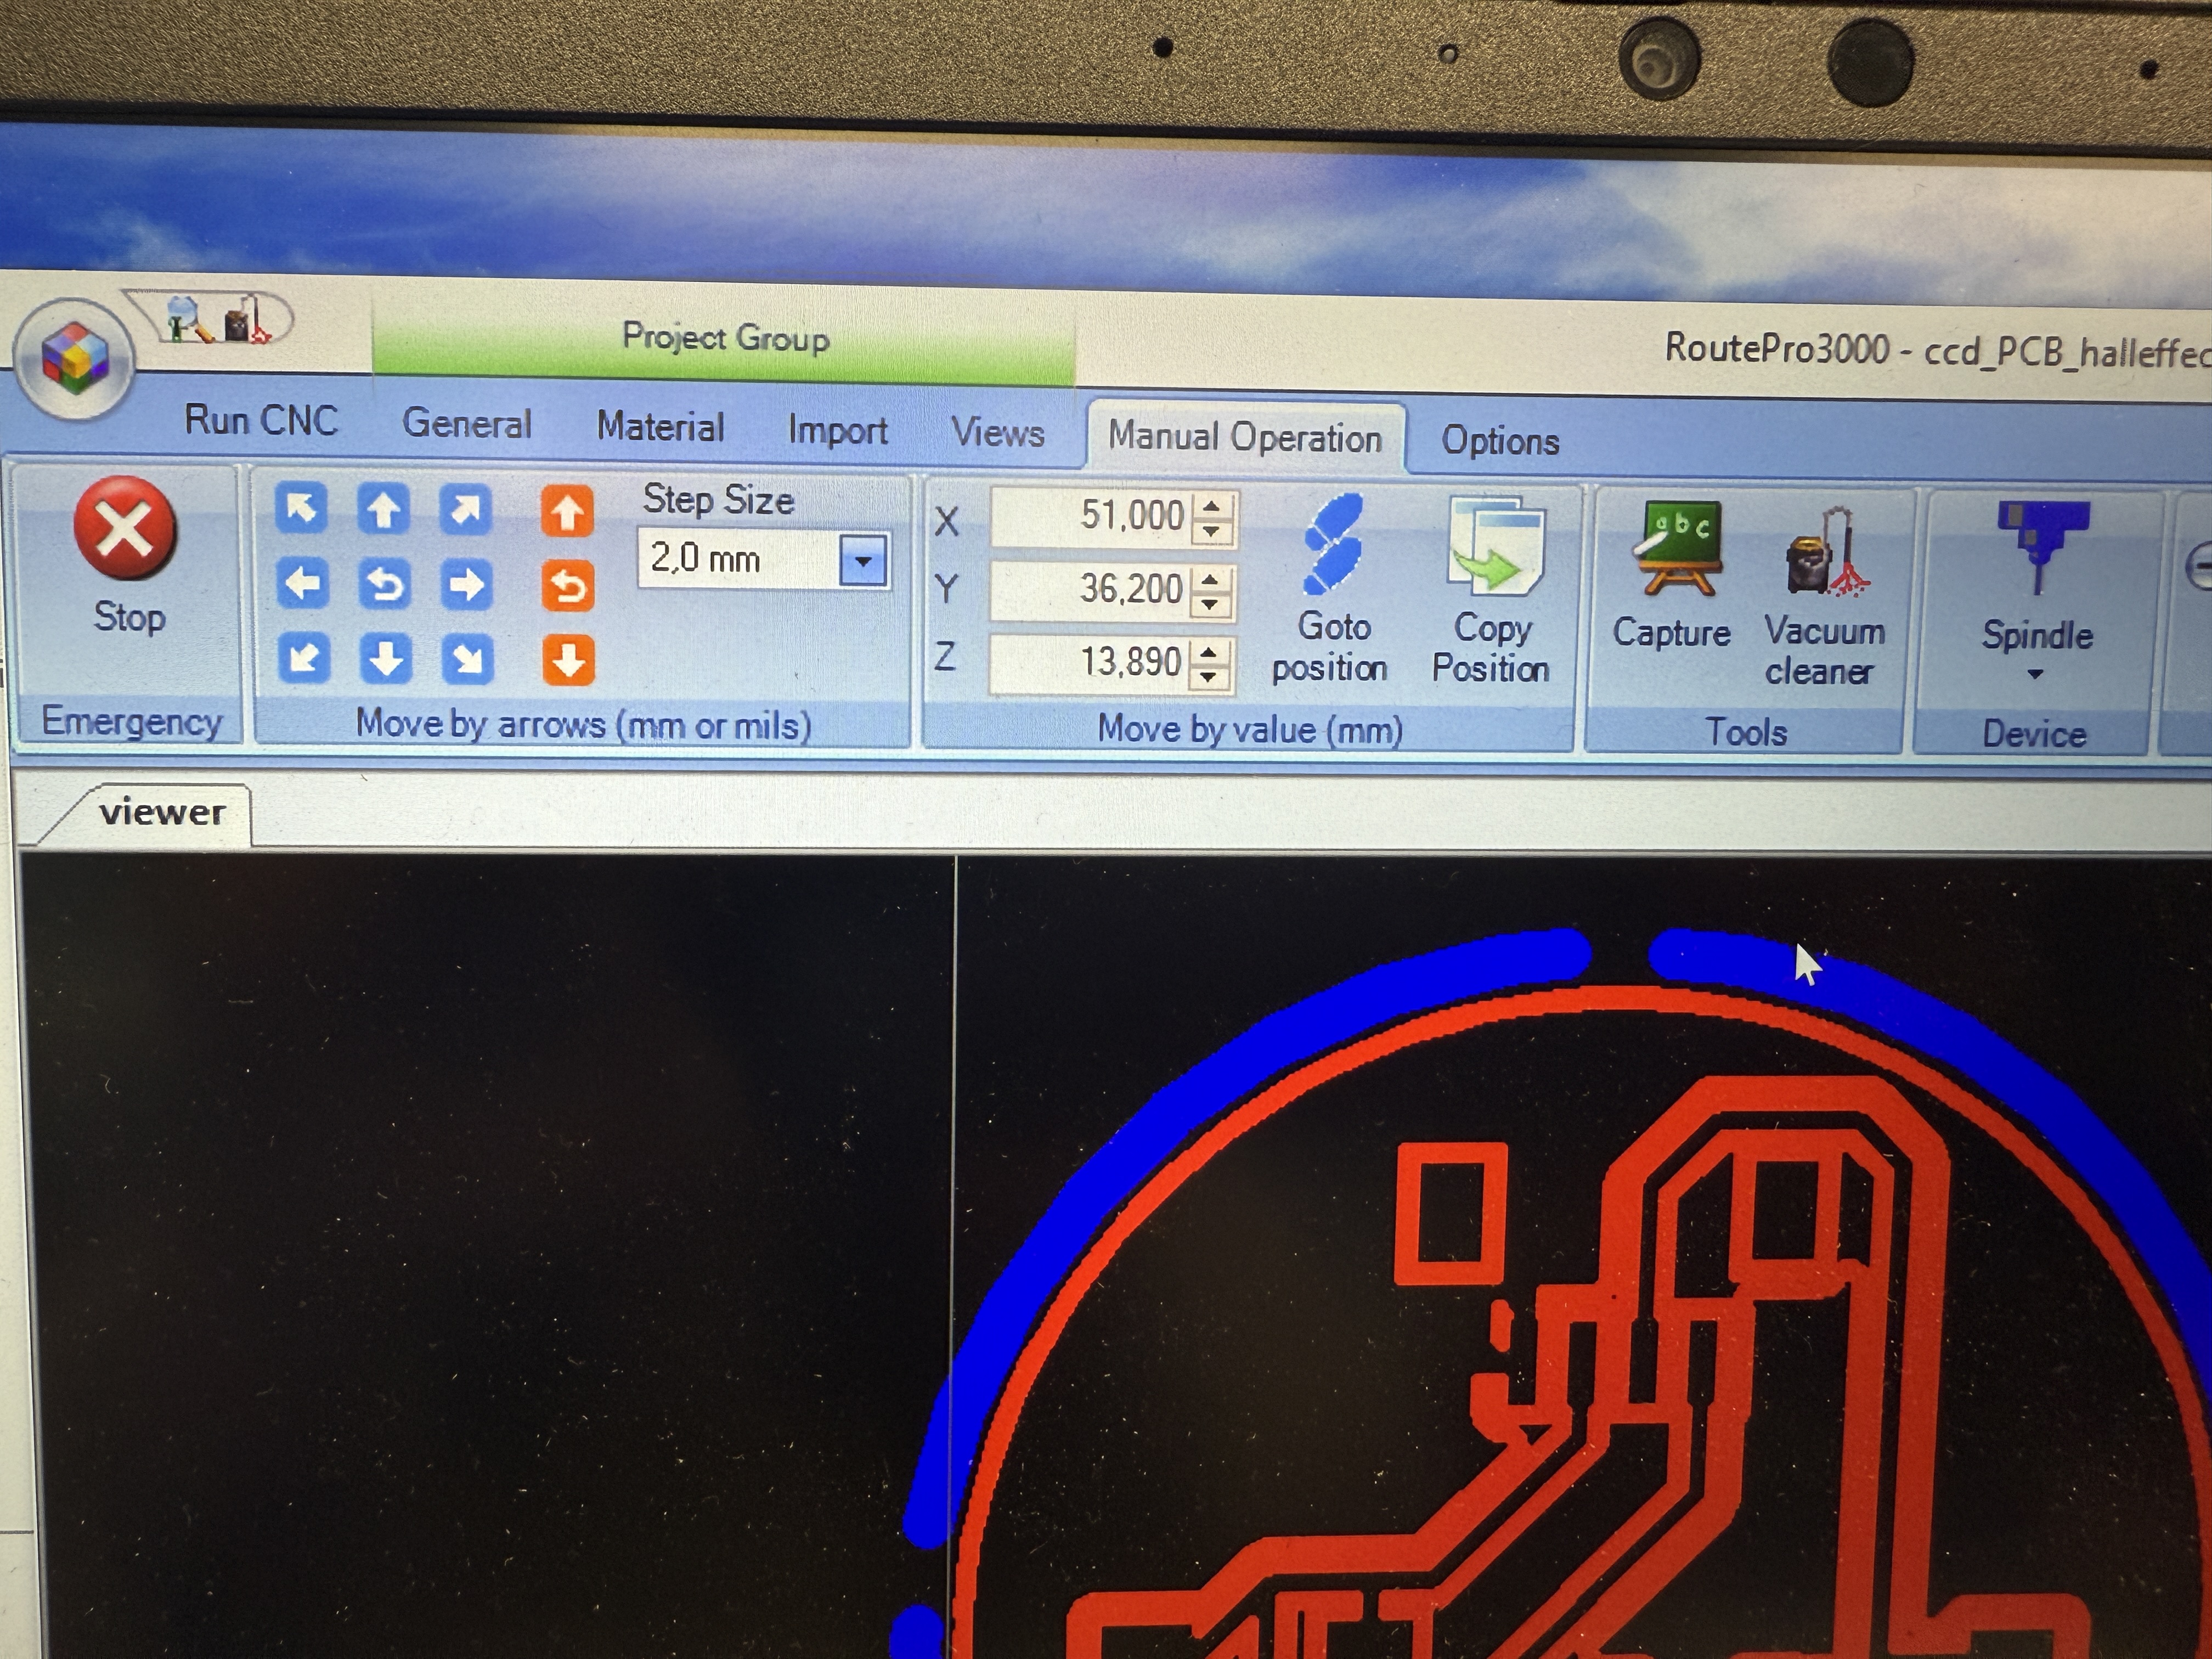 Project Group
RoutePro3000 - ccd_PCB_halleffec
Run CNC General Material Import Views Manual Operation Options
Stop
Emergency
Step Size
2,0 mm
Move by arrows (mm or mils)
X 51,000
Y 36,200
Z 13,890
Goto
position
Copy
Position
Move by value (mm)
abc
Capture
Vacuum
cleaner
Tools
Spindle
Device
viewer